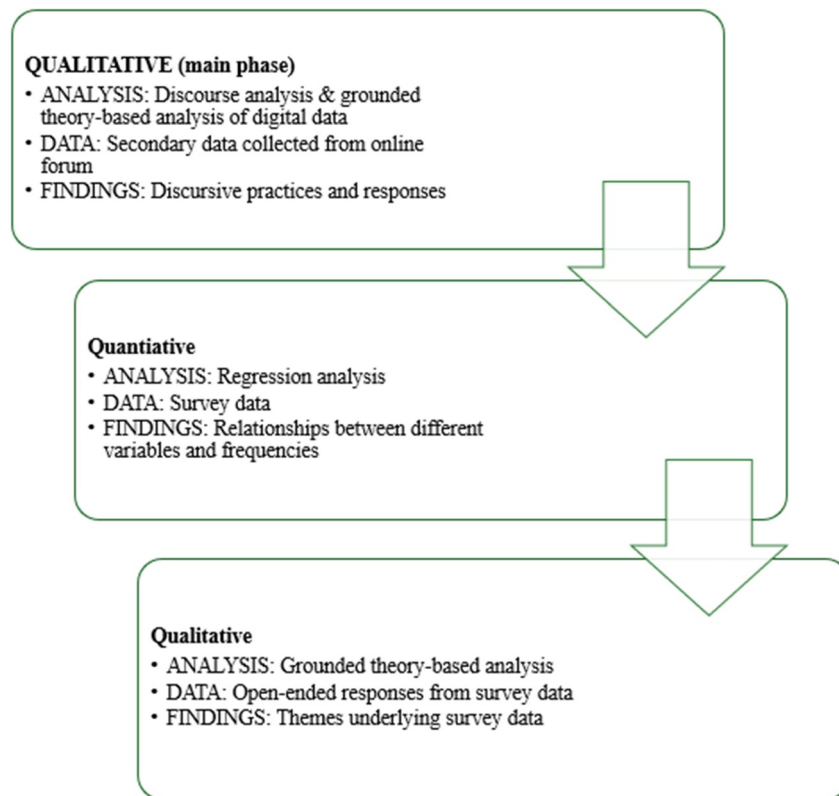 QUALITATIVE (main phase)
• ANALYSIS: Discourse analysis & grounded
theory-based analysis of digital data
• DATA: Secondary data collected from online
forum
• FINDINGS: Discursive practices and responses
Quantiative
• ANALYSIS: Regression analysis
• DATA: Survey data
• FINDINGS: Relationships between different
variables and frequencies
Qualitative
• ANALYSIS: Grounded theory-based analysis
• DATA: Open-ended responses from survey data
• FINDINGS: Themes underlying survey data